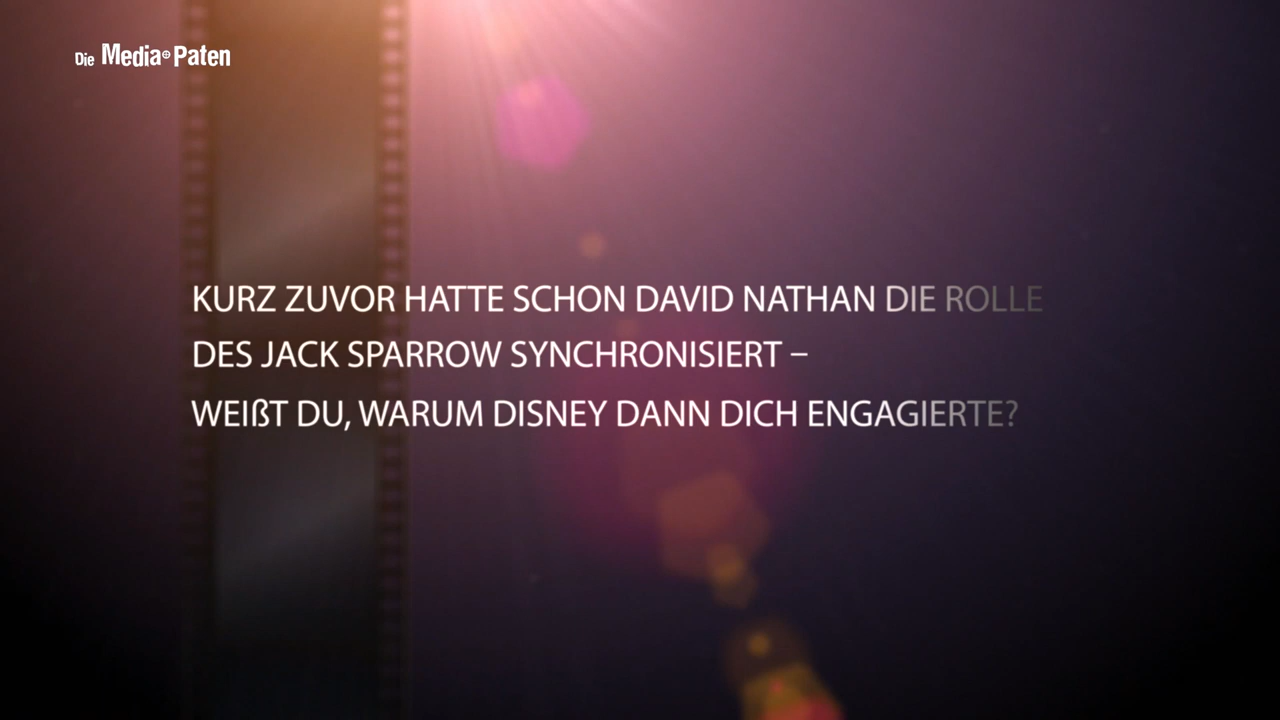 Die Media Paten
KURZ ZUVOR HATTE SCHON DAVID NATHAN DIE ROLLE
DES JACK SPARROW SYNCHRONISIERT –
WEIßT DU, WARUM DISNEY DANN DICH ENGAGIERTE?